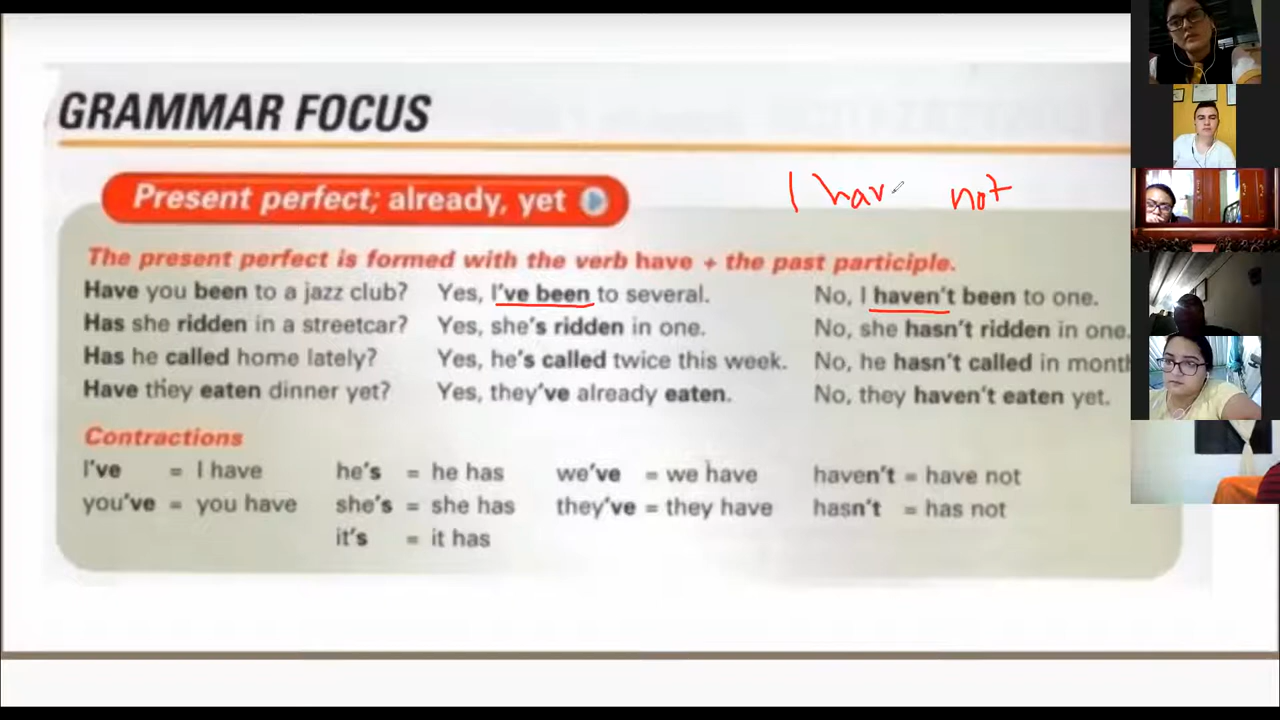 GRAMMAR FOCUS
Present perfect; already, yet
I hav not
The present perfect is formed with the verb have + the past participle.
Have you been to a jazz club? Yes, I've been to several. No, I haven't been to one.
Has she ridden in a streetcar? Yes, she's ridden in one. No, she hasn't ridden in one.
Has he called home lately? Yes, he's called twice this week. No, he hasn't called in month
Have they eaten dinner yet? Yes, they've already eaten. No, they haven't eaten yet.
Contractions
I've = I have he's = he has we've = we have haven't = have not
you've = you have she's = she has they've = they have hasn't = has not
it's = it has